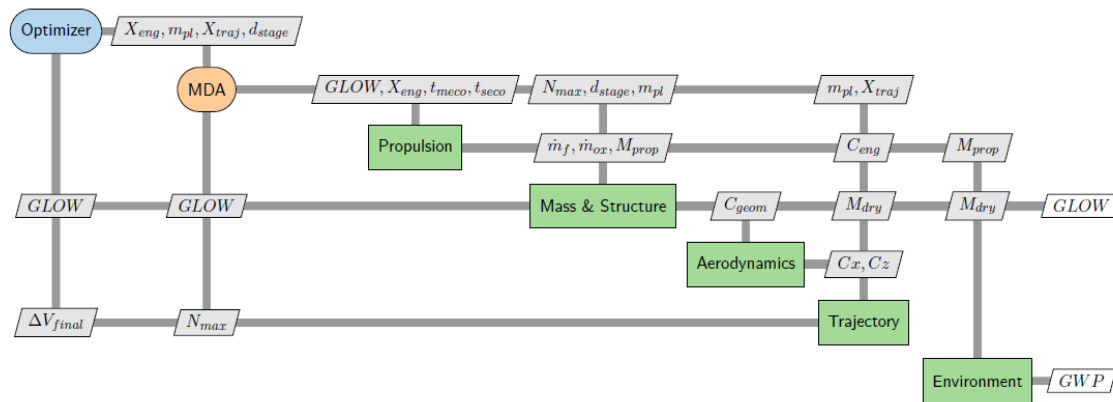 Optimizer
X_eng, m_pl, X_traj, d_stage
MDA
GLOW, X_eng, t_meco, t_seco
N_max, d_stage, m_pl
m_pl, X_traj
Propulsion
ṁ_f, ṁ_ox, M_prop
C_eng
M_prop
GLOW
GLOW
Mass & Structure
C_geom
M_dry
M_dry
GLOW
Aerodynamics
Cx, Cz
ΔV_final
N_max
Trajectory
Environment
GWP